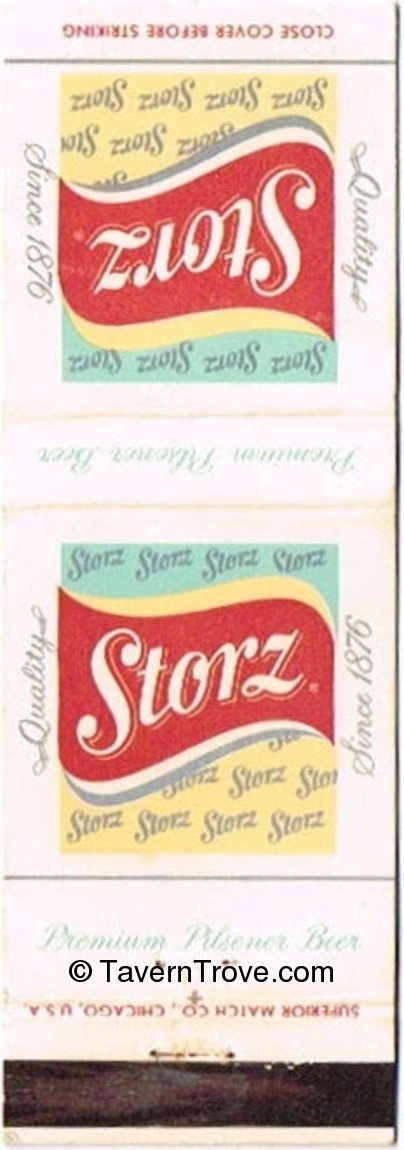 CLOSE COVER BEFORE STRIKING
Storz Storz Storz Storz
Storz Storz Storz
Storz
Since 1876
Storz
Quality
Storz Storz Storz Storz
Premium Pilsener Beer
Storz Storz Storz Storz
Quality
Storz
Since 1876
Storz Storz Storz
Storz Storz Storz Storz
Premium Pilsener Beer
© TavernTrove.com
SUPERIOR MATCH CO., CHICAGO, U.S.A.